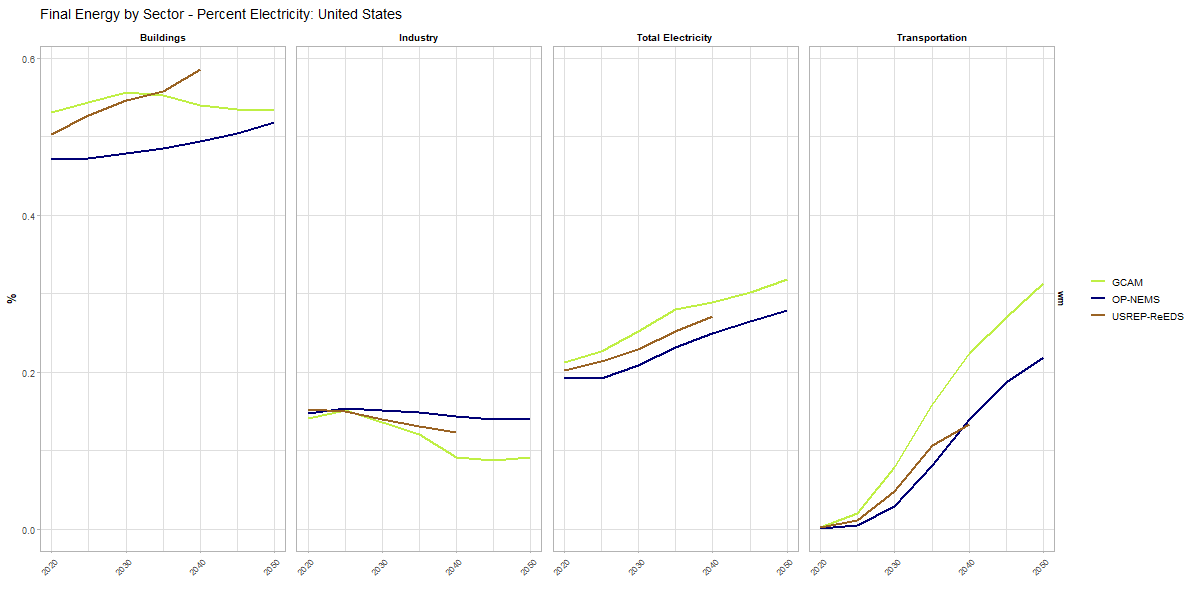 Final Energy by Sector - Percent Electricity: United States
Buildings
Industry
Total Electricity
Transportation
0.6
0.4
0.2
0.0
%
wm
GCAM
OP-NEMS
USREP-ReEDS
2020 2030 2040 2050
2020 2030 2040 2050
2020 2030 2040 2050
2020 2030 2040 2050